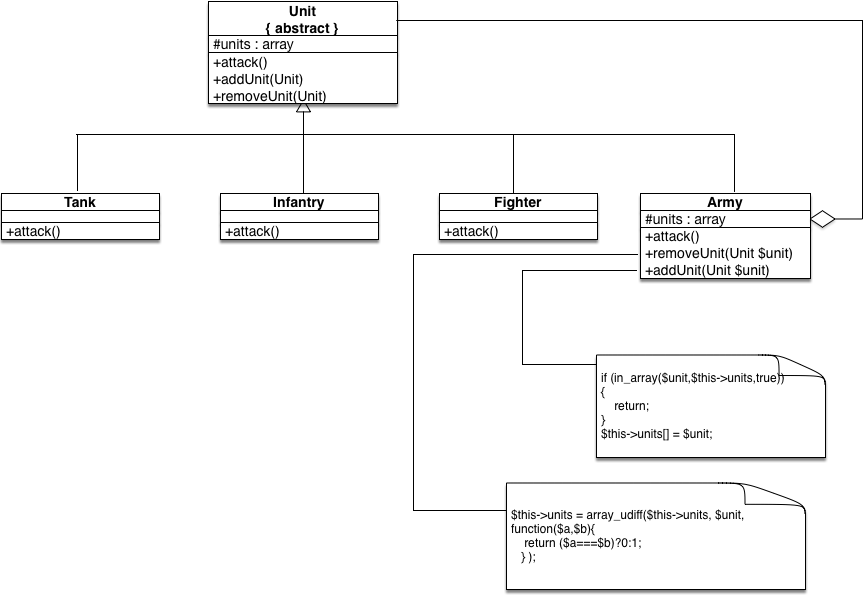 Unit
{ abstract }
#units : array
+attack()
+addUnit(Unit)
+removeUnit(Unit)
Tank
+attack()
Infantry
+attack()
Fighter
+attack()
Army
#units : array
+attack()
+removeUnit(Unit $unit)
+addUnit(Unit $unit)
if (in_array($unit,$this->units,true))
{
return;
}
$this->units[] = $unit;
$this->units = array_udiff($this->units, $unit,
function($a,$b){
return ($a===$b)?0:1;
} );